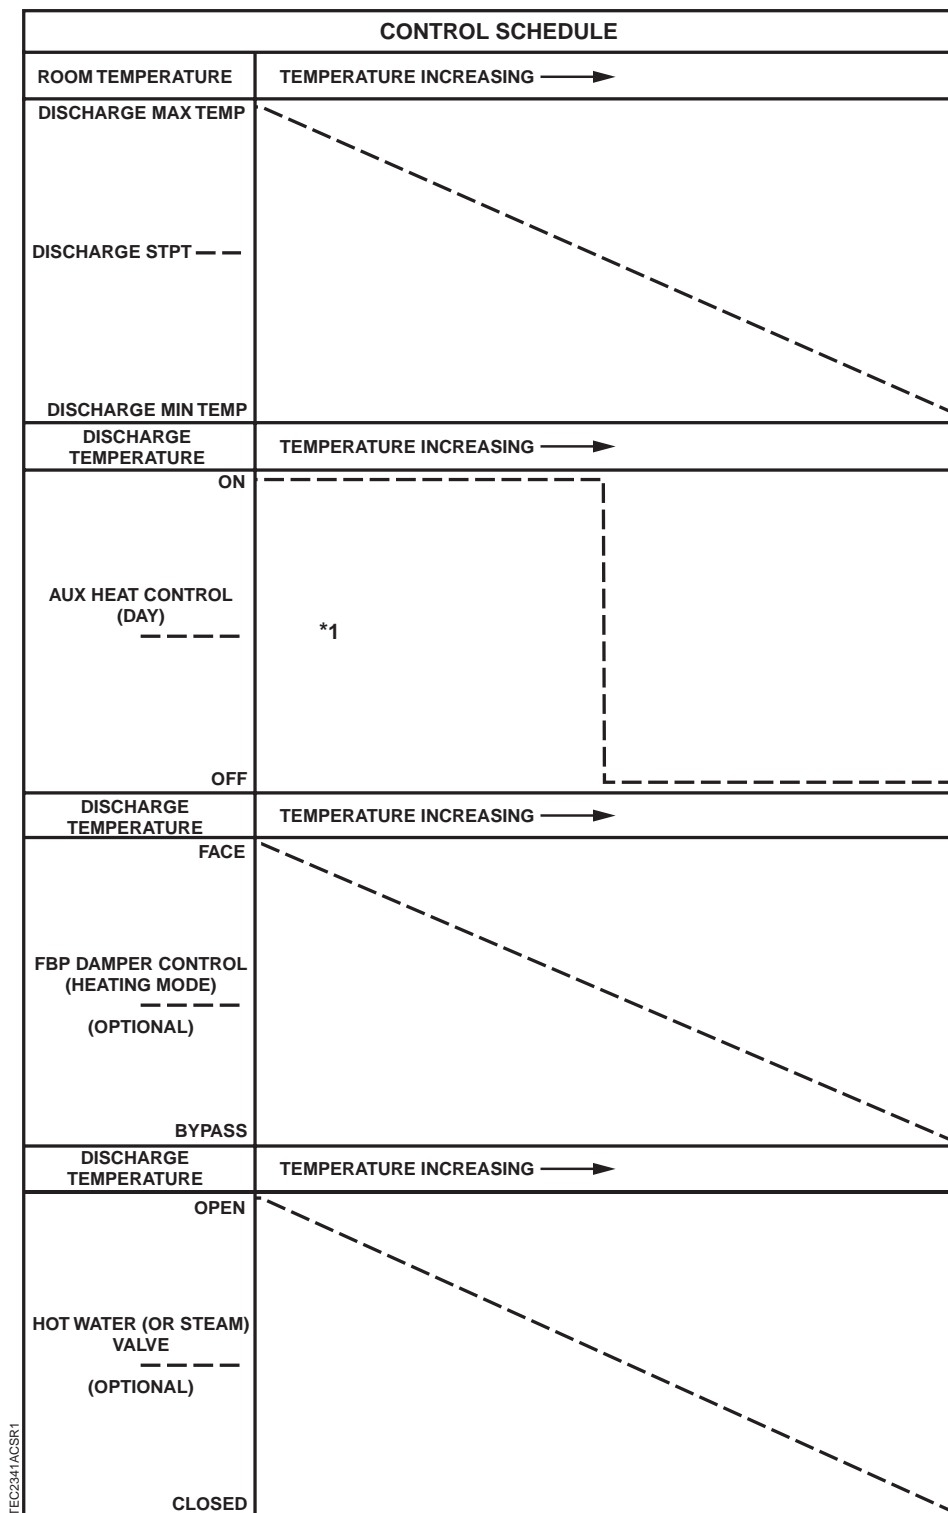 CONTROL SCHEDULE
ROOM TEMPERATURE
TEMPERATURE INCREASING
DISCHARGE MAX TEMP
DISCHARGE STPT
DISCHARGE MIN TEMP
DISCHARGE
TEMPERATURE
TEMPERATURE INCREASING
ON
AUX HEAT CONTROL
(DAY)
*1
OFF
DISCHARGE
TEMPERATURE
TEMPERATURE INCREASING
FACE
FBP DAMPER CONTROL
(HEATING MODE)
(OPTIONAL)
BYPASS
DISCHARGE
TEMPERATURE
TEMPERATURE INCREASING
OPEN
HOT WATER (OR STEAM)
VALVE
(OPTIONAL)
CLOSED
TEC2341ACSR1